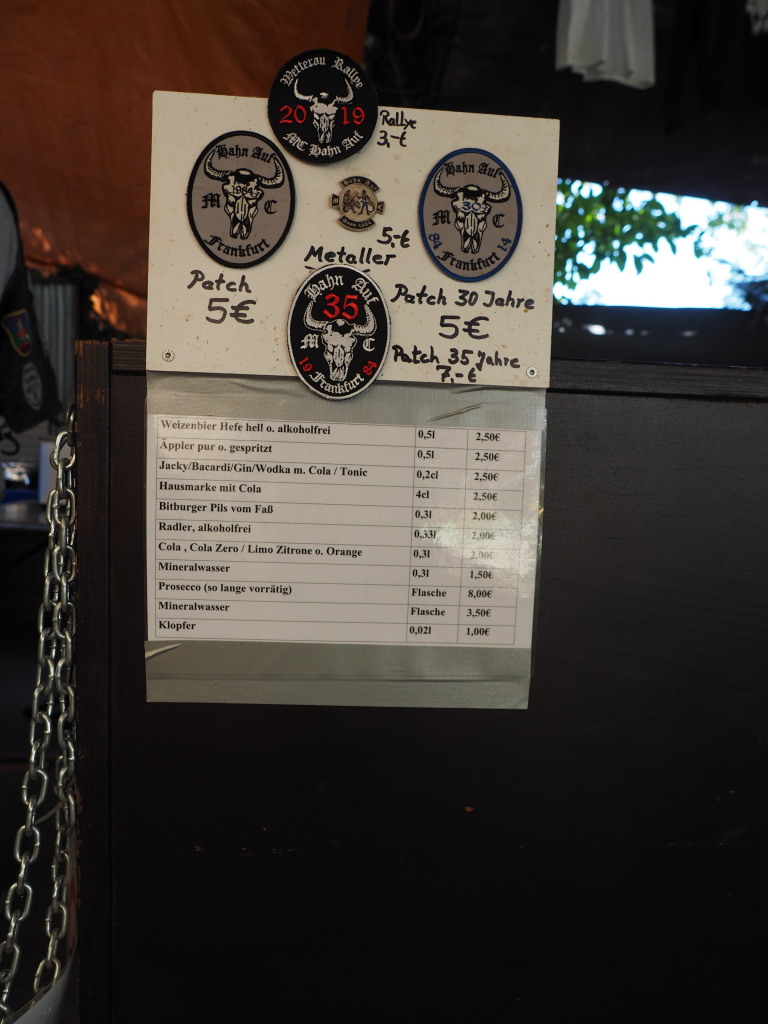 Wetterau Rallye
20 19
MC Hahn Auf
Rallye
3,-€
Hahn Auf
1984
M C
Frankfurt
Patch
5€
Hahn Auf
5,-€
Metaller
Hahn Auf
30
M C
84 14
Frankfurt
Patch 30 Jahre
5€
Hahn Auf
35
M C
19 84
Frankfurt
Patch 35 Jahre
7,-€
Weizenbier Hefe hell o. alkoholfrei 0,5l 2,50€
Äppler pur o. gespritzt 0,5l 2,50€
Jacky/Bacardi/Gin/Wodka m. Cola / Tonic 0,2cl 2,50€
Hausmarke mit Cola 4cl 2,50€
Bitburger Pils vom Faß 0,3l 2,00€
Radler, alkoholfrei 0,33l 2,00€
Cola , Cola Zero / Limo Zitrone o. Orange 0,3l 2,00€
Mineralwasser 0,3l 1,50€
Prosecco (so lange vorrätig) Flasche 8,00€
Mineralwasser Flasche 3,50€
Klopfer 0,02l 1,00€